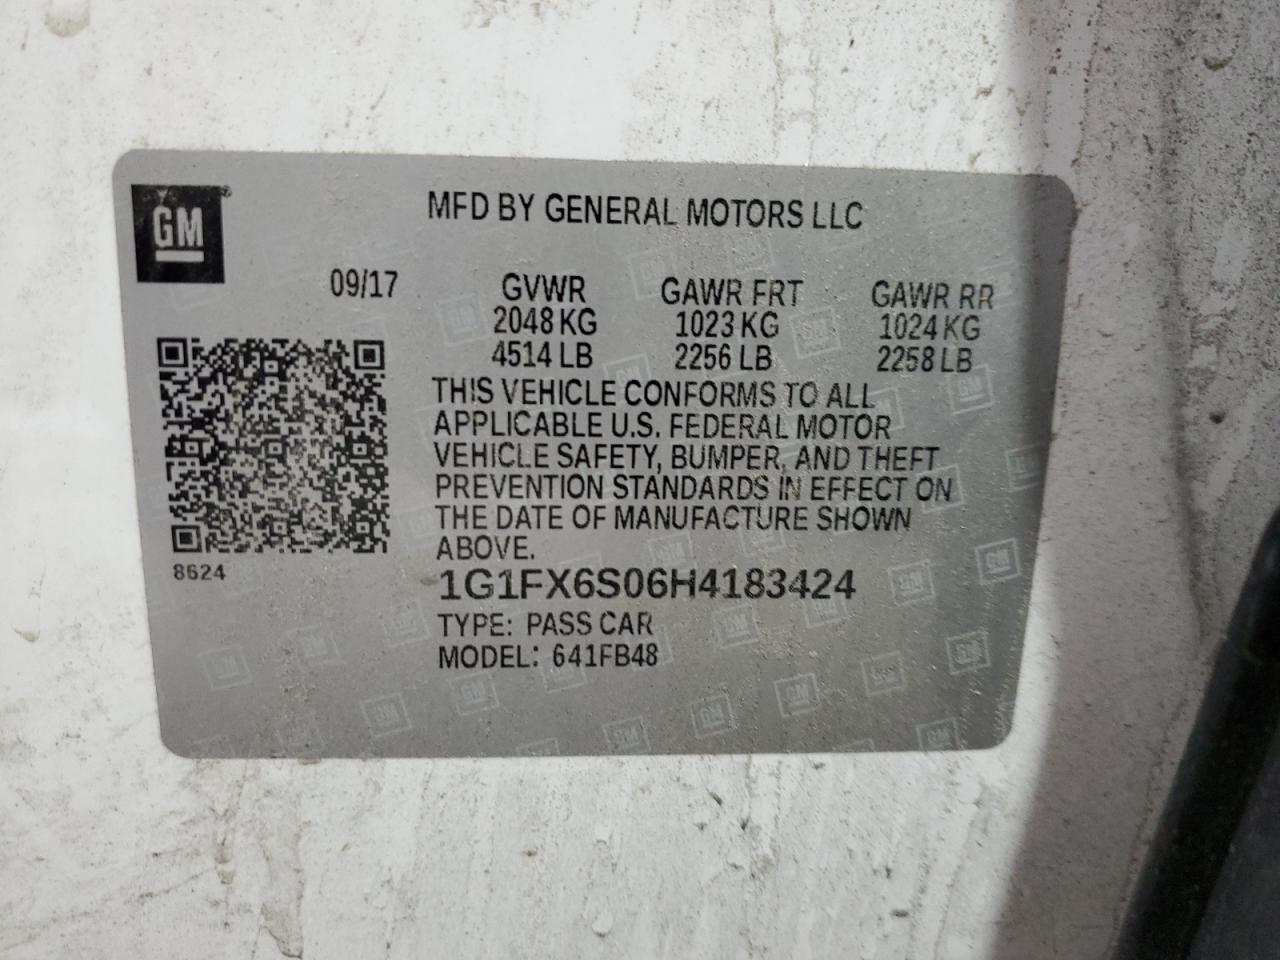 GM
MFD BY GENERAL MOTORS LLC
09/17
GVWR GAWR FRT GAWR RR
2048 KG 1023 KG 1024 KG
4514 LB 2256 LB 2258 LB
THIS VEHICLE CONFORMS TO ALL
APPLICABLE U.S. FEDERAL MOTOR
VEHICLE SAFETY, BUMPER, AND THEFT
PREVENTION STANDARDS IN EFFECT ON
THE DATE OF MANUFACTURE SHOWN
ABOVE.
8624
1G1FX6S06H4183424
TYPE: PASS CAR
MODEL: 641FB48